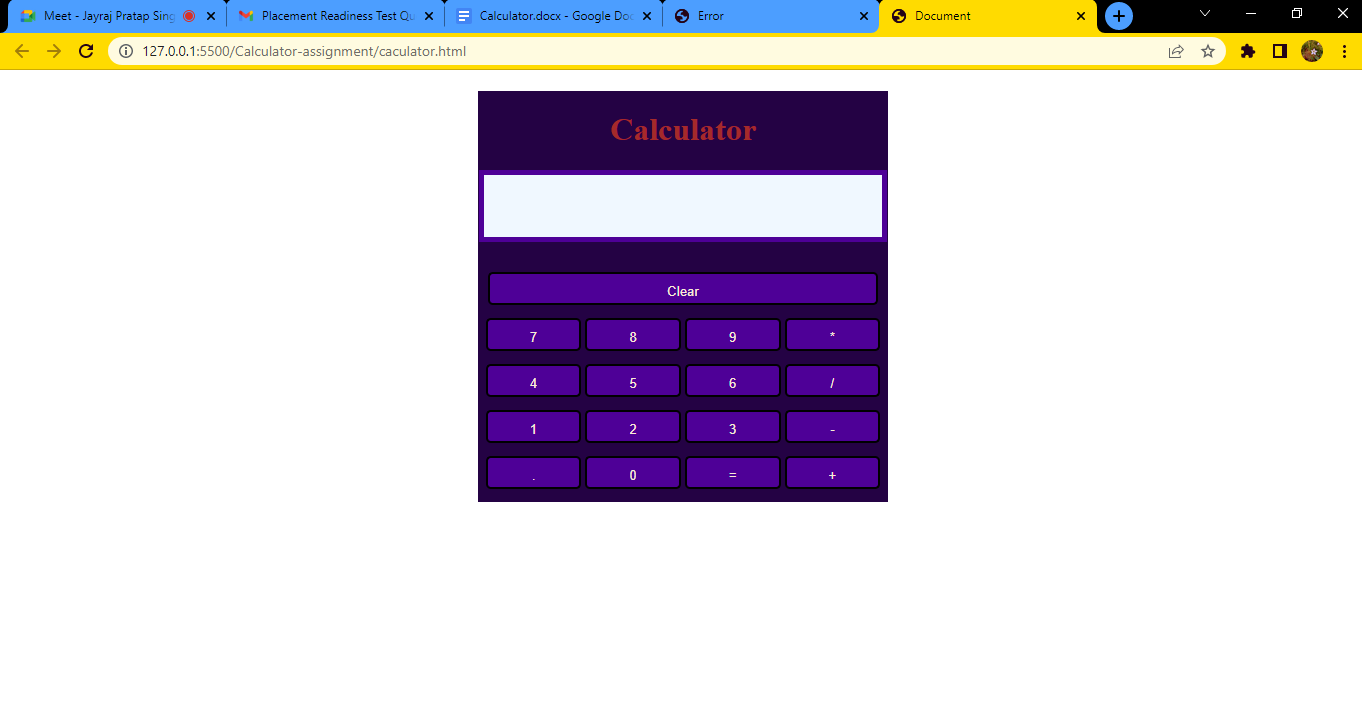 Meet - Jayraj Pratap Sing
Placement Readiness Test Qu
Calculator.docx - Google Doc
Error
Document
127.0.0.1:5500/Calculator-assignment/caculator.html
Calculator
Clear
7 8 9 *
4 5 6 /
1 2 3 -
. 0 = +